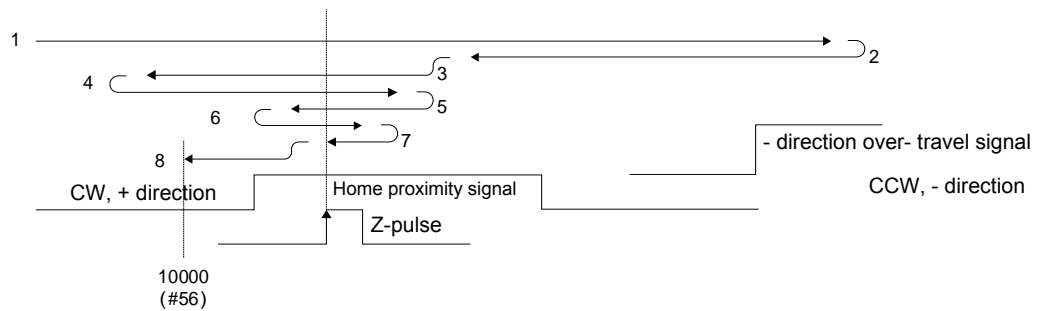 1
2
3
4
5
6
7
8
- direction over- travel signal
CW, + direction
Home proximity signal
CCW, - direction
Z-pulse
10000
(#56)